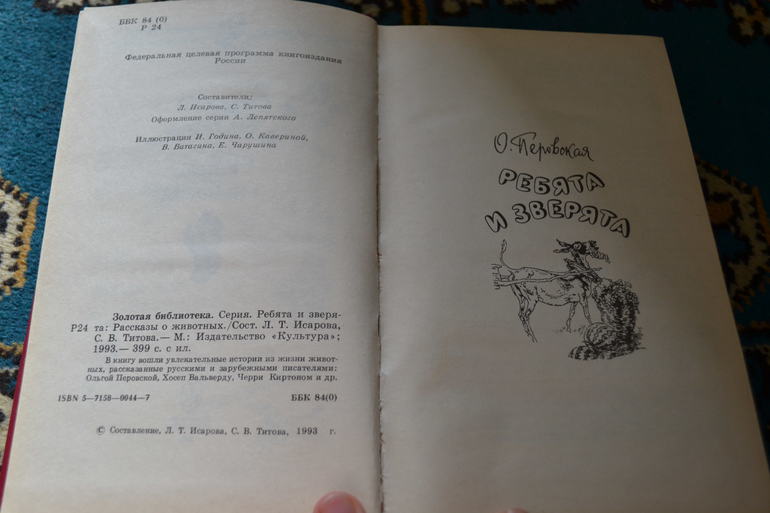 ББК 84 (0)
Р 24
Федеральная целевая программа книгоиздания
России
Составители:
Л. Исарова, С. Титова
Оформление серии А. Лепятского
Иллюстрации И. Година, О. Кавериной,
В. Ватагина, Е. Чарушина
Золотая библиотека. Серия. Ребята и зверя-
Р24 та: Рассказы о животных./Сост. Л. Т. Исарова,
С. В. Титова.— М.: Издательство «Культура»;
1993.— 399 с. с ил.
В книгу вошли увлекательные истории из жизни живот-
ных, рассказанные русскими и зарубежными писателями:
Ольгой Перовской, Хосеп Вальверду, Черри Киртоном и др.
ISBN 5—7158—0044—7 ББК 84(0)
© Составление, Л. Т. Исарова, С. В. Титова, 1993 г.
О. Перовская
РЕБЯТА
И ЗВЕРЯТА